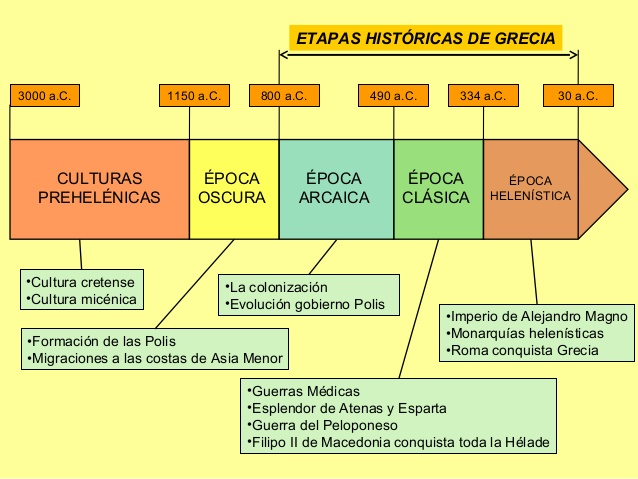 ETAPAS HISTÓRICAS DE GRECIA
3000 a.C.
1150 a.C.
800 a.C.
490 a.C.
334 a.C.
30 a.C.
CULTURAS
PREHELÉNICAS
ÉPOCA
OSCURA
ÉPOCA
ARCAICA
ÉPOCA
CLÁSICA
ÉPOCA
HELENÍSTICA
•Cultura cretense
•Cultura micénica
•La colonización
•Evolución gobierno Polis
•Formación de las Polis
•Migraciones a las costas de Asia Menor
•Imperio de Alejandro Magno
•Monarquías helenísticas
•Roma conquista Grecia
•Guerras Médicas
•Esplendor de Atenas y Esparta
•Guerra del Peloponeso
•Filipo II de Macedonia conquista toda la Hélade